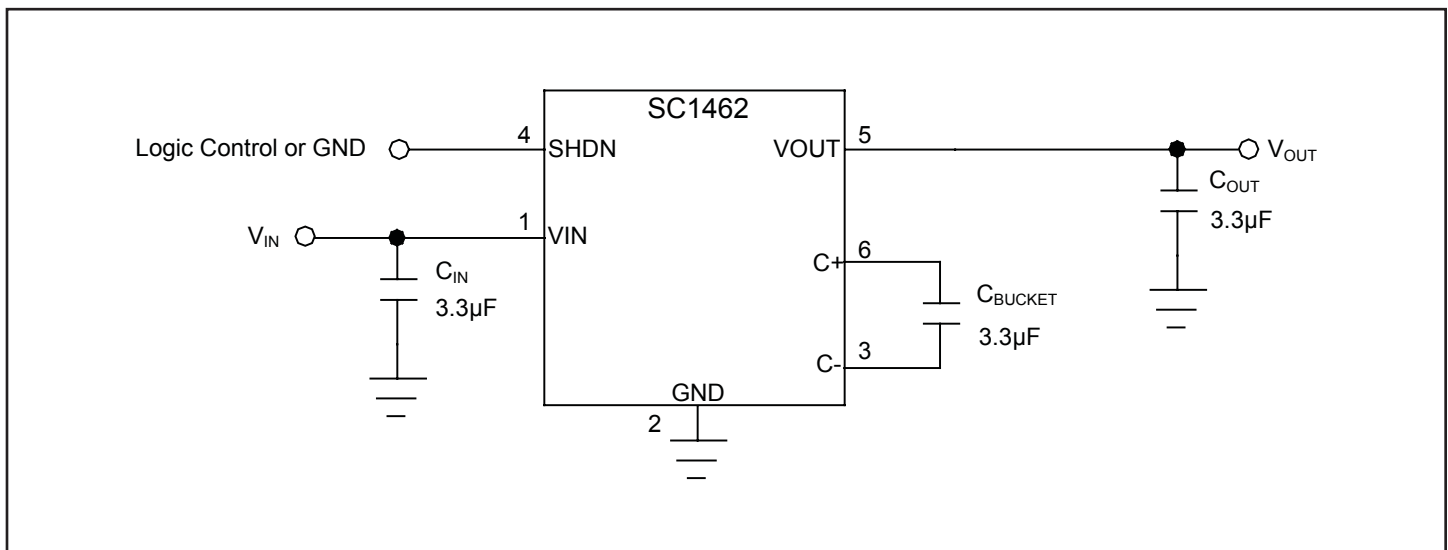 SC1462
Logic Control or GND
4
SHDN
VOUT
5
VOUT
COUT
3.3µF
VIN
1
VIN
CIN
3.3µF
C+
6
CBUCKET
3.3µF
C-
3
GND
2